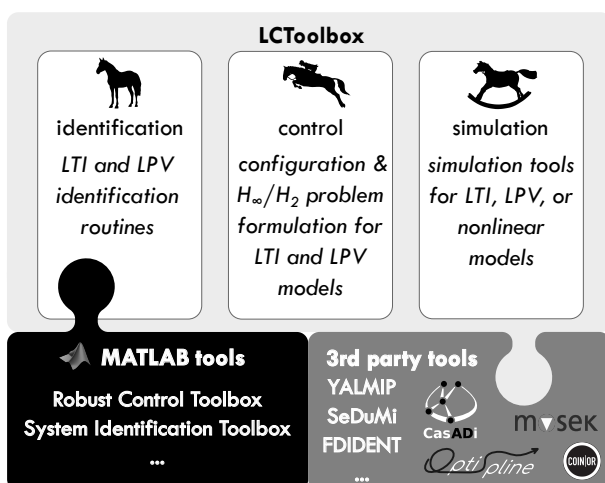 LCToolbox
identification
LTI and LPV
identification
routines
control
configuration &
H∞/H2 problem
formulation for
LTI and LPV
models
simulation
simulation tools
for LTI, LPV, or
nonlinear
models
MATLAB tools
Robust Control Toolbox
System Identification Toolbox
...
3rd party tools
YALMIP
SeDuMi
FDIDENT
...
CasADi
mosek
Optispline
COIN|OR